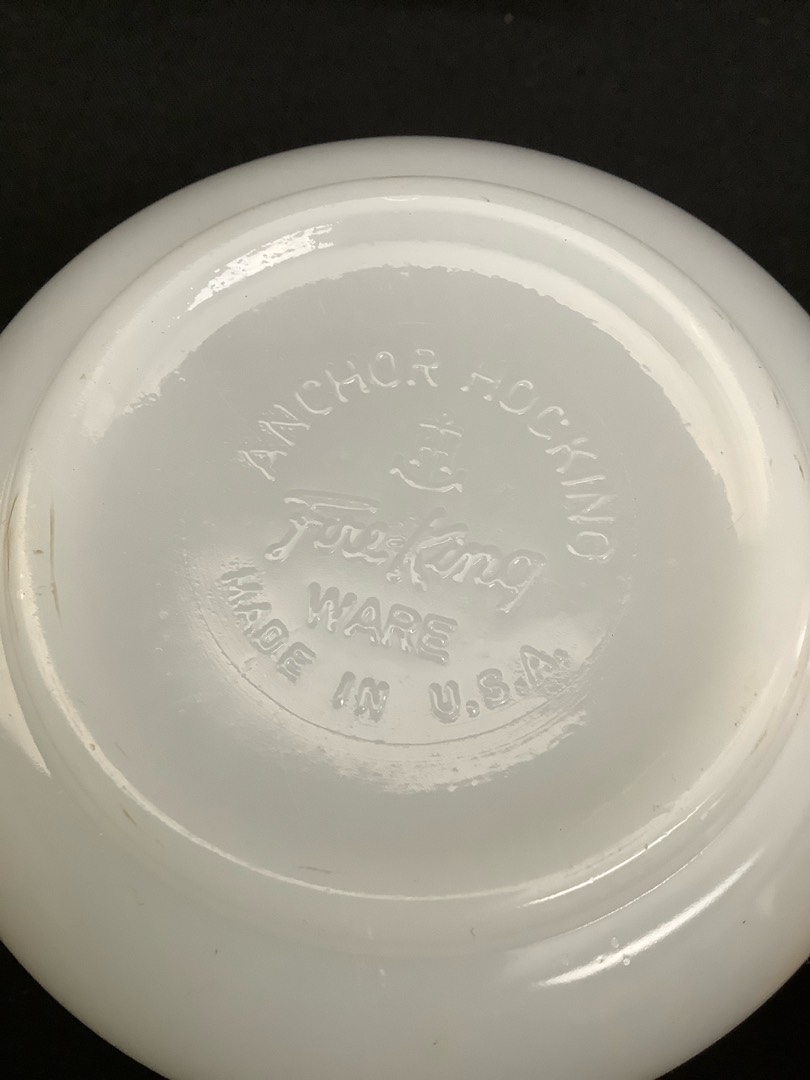 ANCHOR HOCKING
Fire-King
WARE
MADE IN U.S.A.